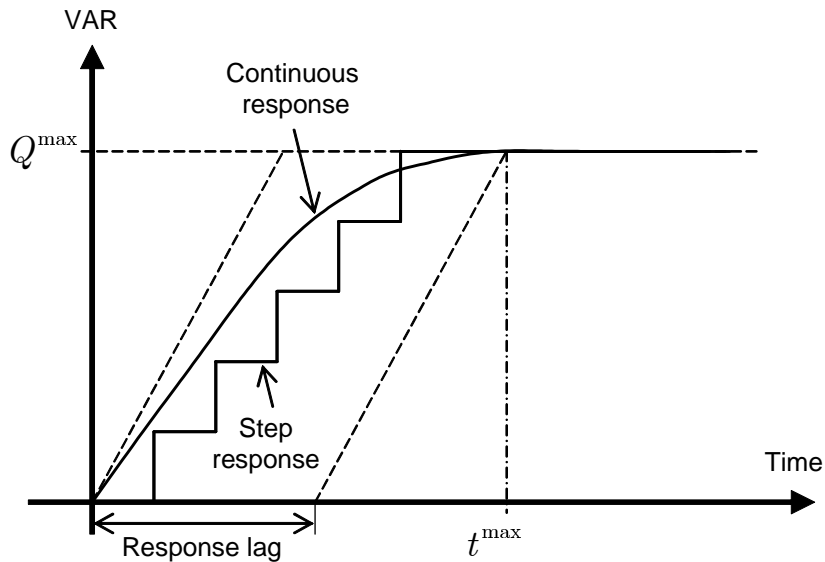 VAR
Continuous
response
Q^max
Step
response
Time
Response lag
t^max